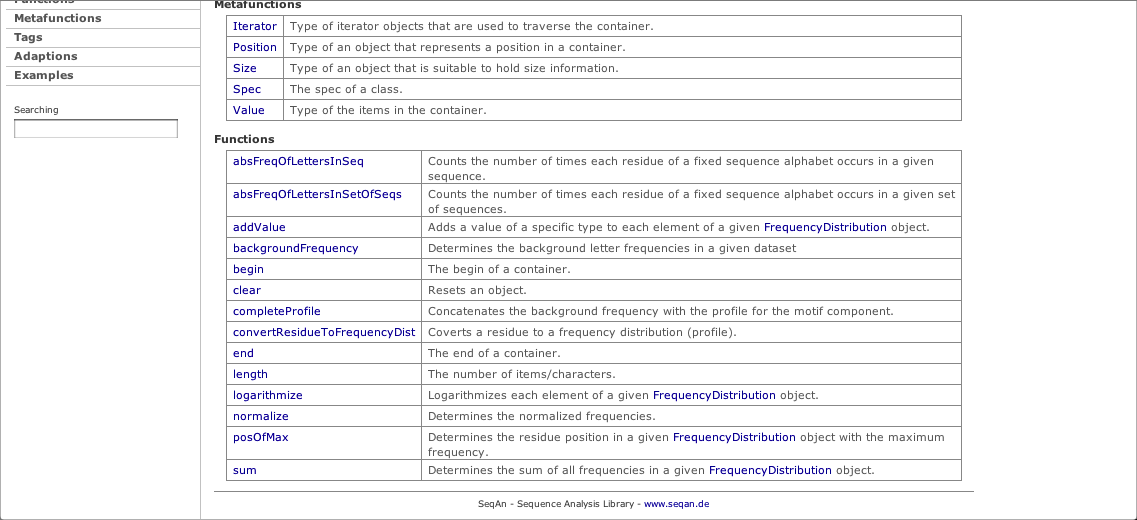 Functions
Metafunctions
Tags
Adaptions
Examples
Searching
Metafunctions
Iterator Type of iterator objects that are used to traverse the container.
Position Type of an object that represents a position in a container.
Size Type of an object that is suitable to hold size information.
Spec The spec of a class.
Value Type of the items in the container.
Functions
absFreqOfLettersInSeq Counts the number of times each residue of a fixed sequence alphabet occurs in a given
sequence.
absFreqOfLettersInSetOfSeqs Counts the number of times each residue of a fixed sequence alphabet occurs in a given set
of sequences.
addValue Adds a value of a specific type to each element of a given FrequencyDistribution object.
backgroundFrequency Determines the background letter frequencies in a given dataset
begin The begin of a container.
clear Resets an object.
completeProfile Concatenates the background frequency with the profile for the motif component.
convertResidueToFrequencyDist Coverts a residue to a frequency distribution (profile).
end The end of a container.
length The number of items/characters.
logarithmize Logarithmizes each element of a given FrequencyDistribution object.
normalize Determines the normalized frequencies.
posOfMax Determines the residue position in a given FrequencyDistribution object with the maximum
frequency.
sum Determines the sum of all frequencies in a given FrequencyDistribution object.
SeqAn - Sequence Analysis Library - www.seqan.de